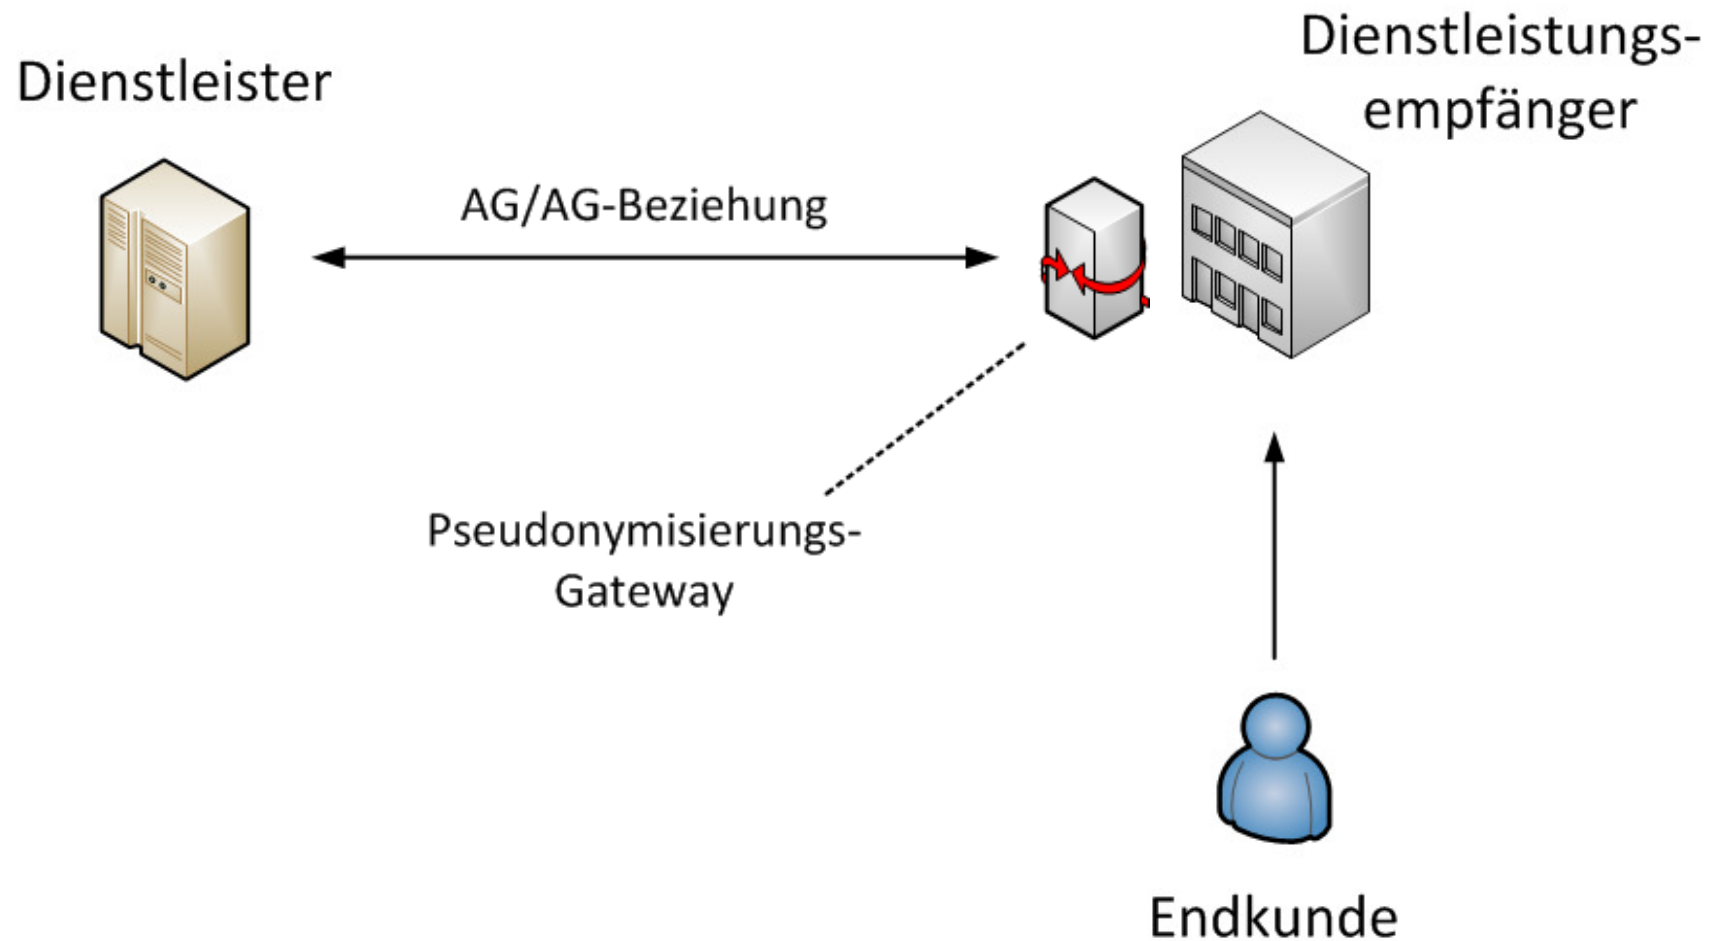 Dienstleister
Dienstleistungs-
empfänger
AG/AG-Beziehung
Pseudonymisierungs-
Gateway
Endkunde